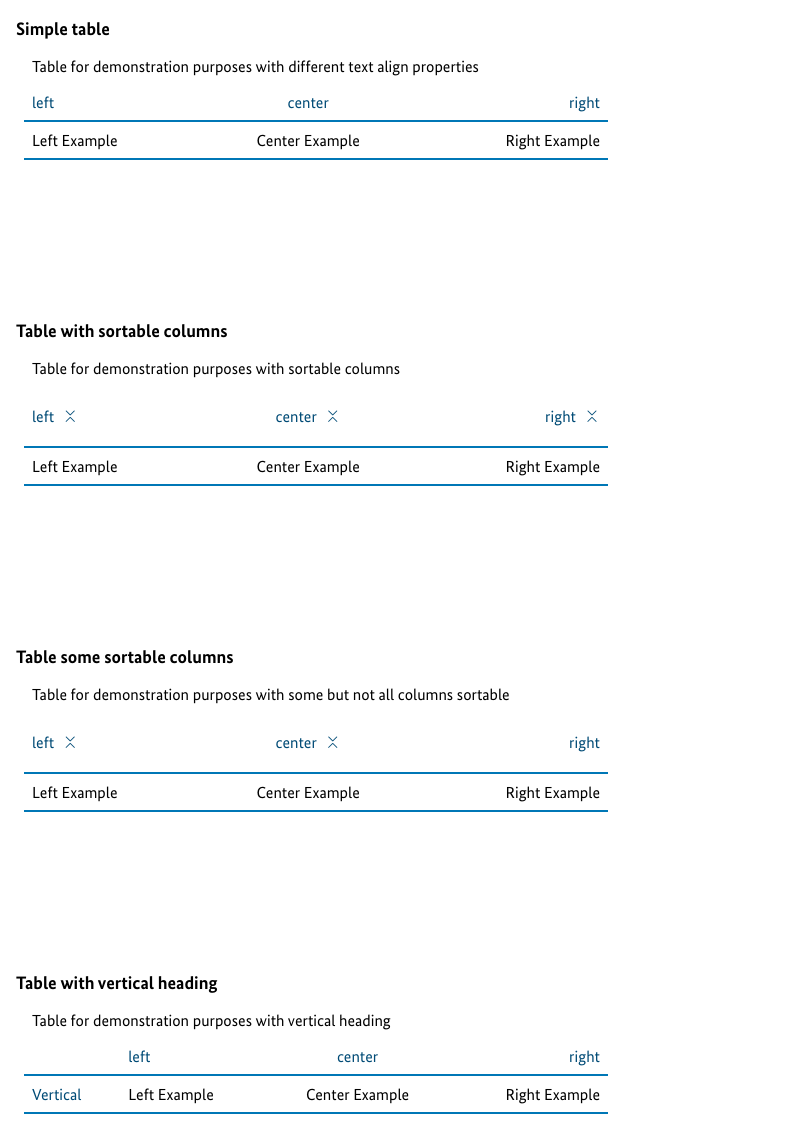 Simple table
Table for demonstration purposes with different text align properties
left center right
Left Example Center Example Right Example
Table with sortable columns
Table for demonstration purposes with sortable columns
left center right
Left Example Center Example Right Example
Table some sortable columns
Table for demonstration purposes with some but not all columns sortable
left center right
Left Example Center Example Right Example
Table with vertical heading
Table for demonstration purposes with vertical heading
left center right
Vertical Left Example Center Example Right Example